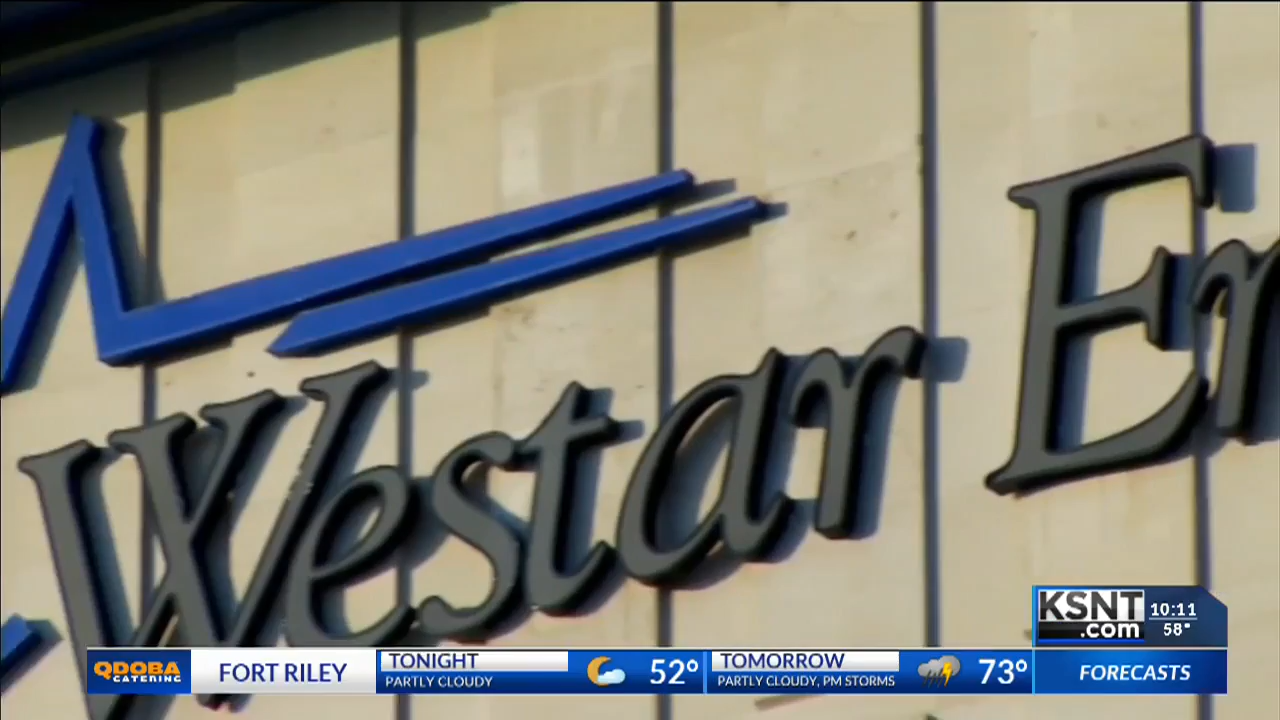 Westar En
KSNT
.com
10:11
58°
QDOBA
CATERING
FORT RILEY
TONIGHT
PARTLY CLOUDY
52°
TOMORROW
PARTLY CLOUDY, PM STORMS
73°
FORECASTS